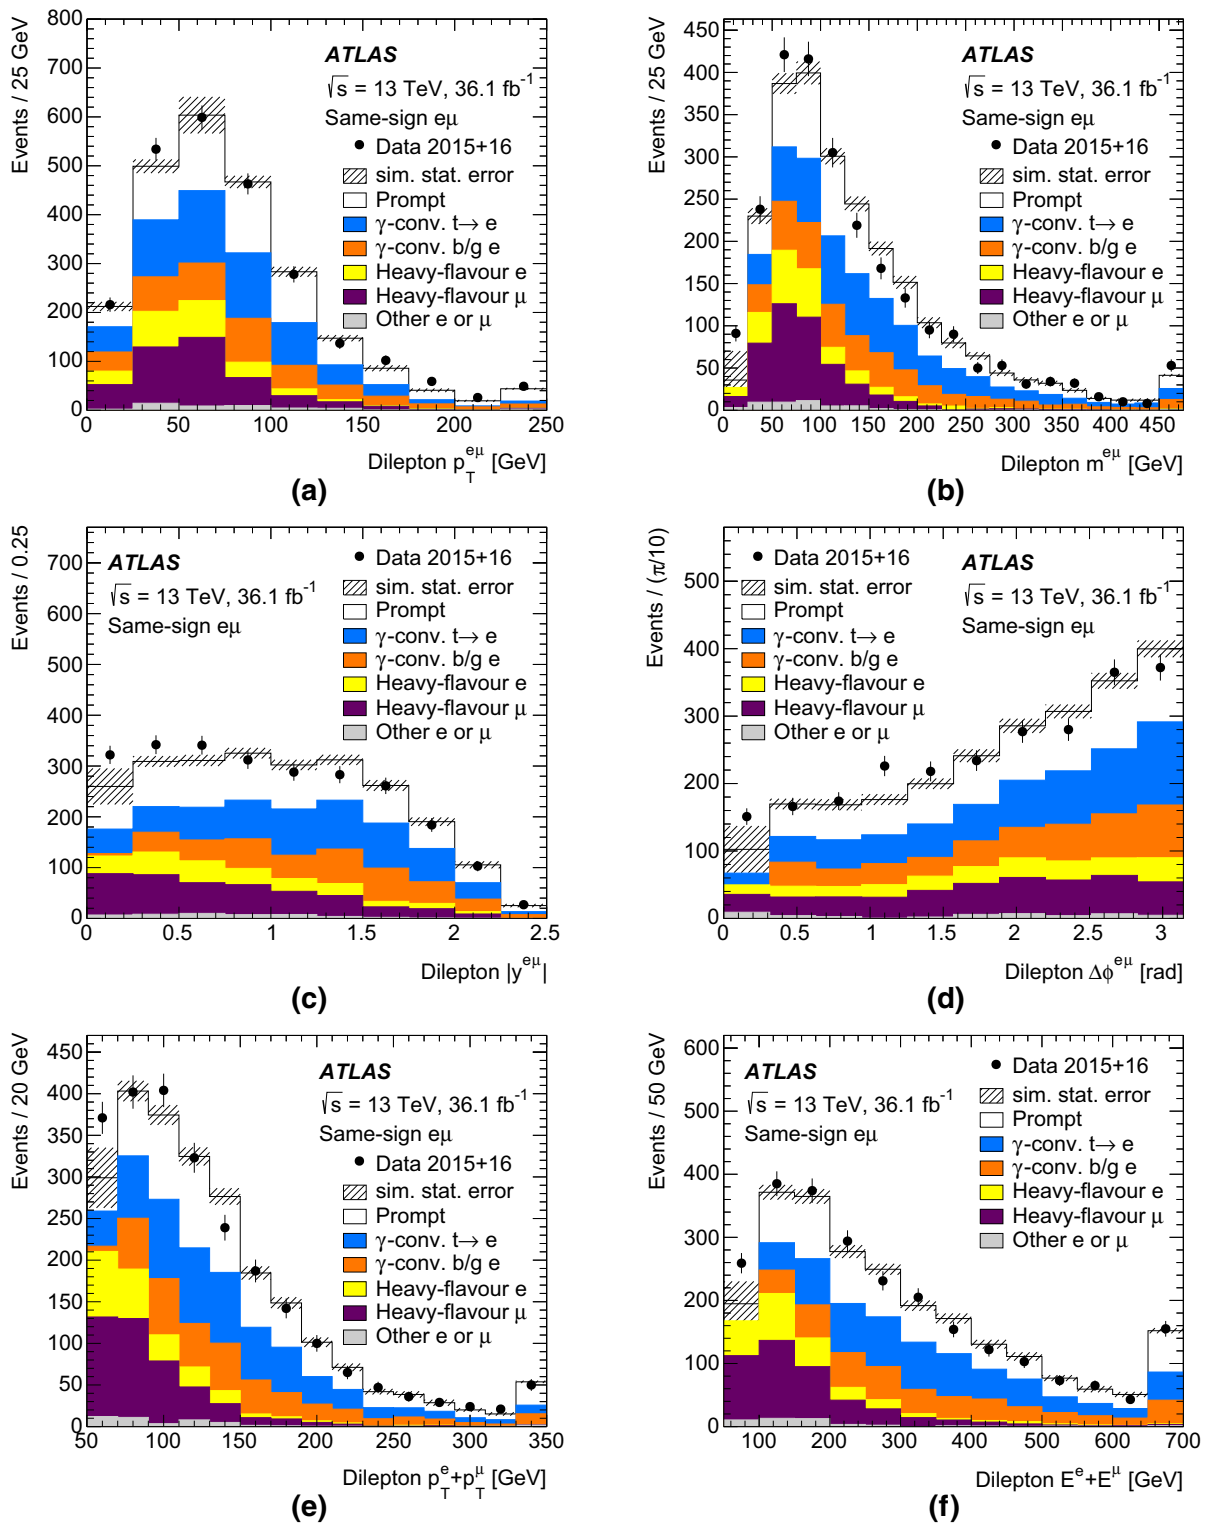 Events / 25 GeV
800
700
600
500
400
300
200
100
0
ATLAS
√s = 13 TeV, 36.1 fb⁻¹
Same-sign eμ
Data 2015+16
sim. stat. error
Prompt
γ-conv. t→ e
γ-conv. b/g e
Heavy-flavour e
Heavy-flavour μ
Other e or μ
0 50 100 150 200 250
Dilepton p_T^eμ [GeV]
(a)
Events / 25 GeV
450
400
350
300
250
200
150
100
50
0
ATLAS
√s = 13 TeV, 36.1 fb⁻¹
Same-sign eμ
Data 2015+16
sim. stat. error
Prompt
γ-conv. t→ e
γ-conv. b/g e
Heavy-flavour e
Heavy-flavour μ
Other e or μ
0 50 100 150 200 250 300 350 400 450
Dilepton m^eμ [GeV]
(b)
Events / 0.25
700
600
500
400
300
200
100
0
ATLAS
√s = 13 TeV, 36.1 fb⁻¹
Same-sign eμ
Data 2015+16
sim. stat. error
Prompt
γ-conv. t→ e
γ-conv. b/g e
Heavy-flavour e
Heavy-flavour μ
Other e or μ
0 0.5 1 1.5 2 2.5
Dilepton |y^eμ|
(c)
Events / (π/10)
500
400
300
200
100
0
Data 2015+16
sim. stat. error
Prompt
γ-conv. t→ e
γ-conv. b/g e
Heavy-flavour e
Heavy-flavour μ
Other e or μ
ATLAS
√s = 13 TeV, 36.1 fb⁻¹
Same-sign eμ
0 0.5 1 1.5 2 2.5 3
Dilepton Δϕ^eμ [rad]
(d)
Events / 20 GeV
450
400
350
300
250
200
150
100
50
0
ATLAS
√s = 13 TeV, 36.1 fb⁻¹
Same-sign eμ
Data 2015+16
sim. stat. error
Prompt
γ-conv. t→ e
γ-conv. b/g e
Heavy-flavour e
Heavy-flavour μ
Other e or μ
50 100 150 200 250 300 350
Dilepton p_T^e+p_T^μ [GeV]
(e)
Events / 50 GeV
600
500
400
300
200
100
0
ATLAS
√s = 13 TeV, 36.1 fb⁻¹
Same-sign eμ
Data 2015+16
sim. stat. error
Prompt
γ-conv. t→ e
γ-conv. b/g e
Heavy-flavour e
Heavy-flavour μ
Other e or μ
100 200 300 400 500 600 700
Dilepton E^e+E^μ [GeV]
(f)